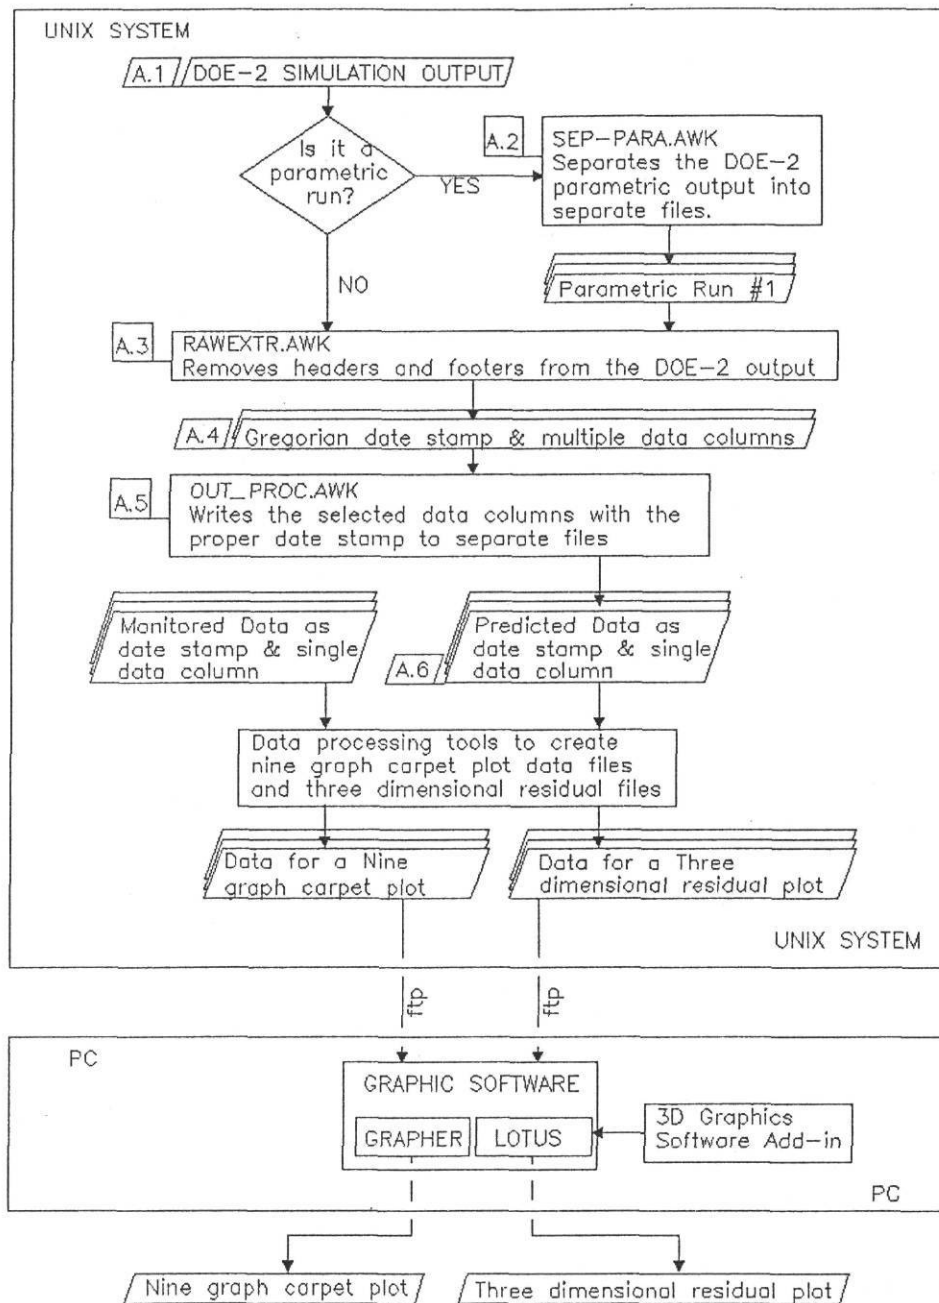 UNIX SYSTEM
A.1
DOE-2 SIMULATION OUTPUT
Is it a
parametric
run?
YES
NO
A.2
SEP-PARA.AWK
Separates the DOE-2
parametric output into
separate files.
Parametric Run #1
A.3
RAWEXTR.AWK
Removes headers and footers from the DOE-2 output
A.4
Gregorian date stamp & multiple data columns
A.5
OUT_PROC.AWK
Writes the selected data columns with the
proper date stamp to separate files
Monitored Data as
date stamp & single
data column
A.6
Predicted Data as
date stamp & single
data column
Data processing tools to create
nine graph carpet plot data files
and three dimensional residual files
Data for a Nine
graph carpet plot
Data for a Three
dimensional residual plot
UNIX SYSTEM
ftp
ftp
PC
GRAPHIC SOFTWARE
GRAPHER
LOTUS
3D Graphics
Software Add-in
PC
Nine graph carpet plot
Three dimensional residual plot